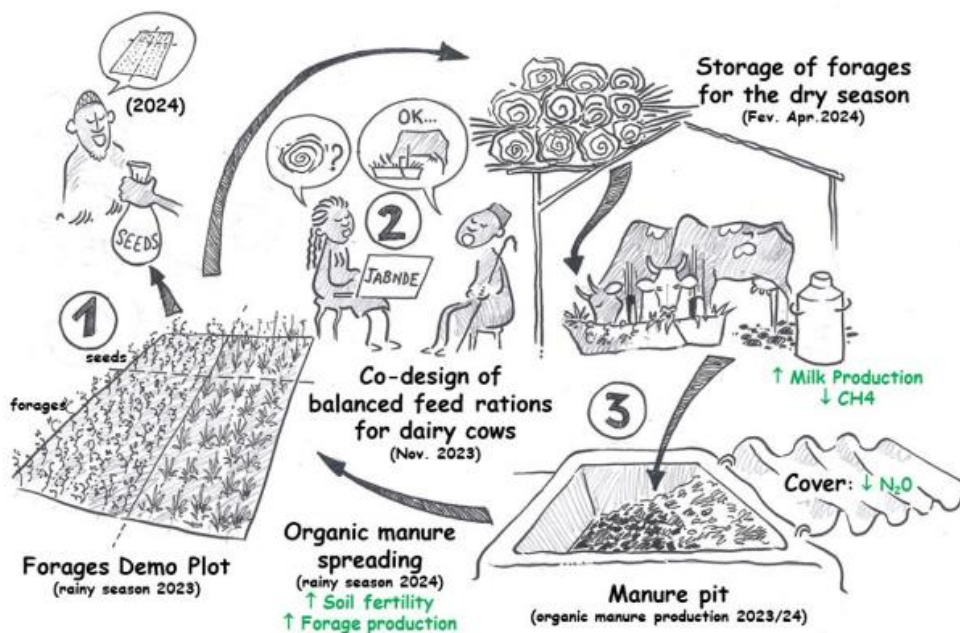 (2024)
SEEDS
1
seeds
forages
Forages Demo Plot
(rainy season 2023)
?
OK...
2
JABNDE
Co-design of
balanced feed rations
for dairy cows
(Nov. 2023)
Storage of forages
for the dry season
(Fev. Apr.2024)
↑ Milk Production
↓ CH4
3
Cover: ↓ N₂O
Manure pit
(organic manure production 2023/24)
Organic manure
spreading
(rainy season 2024)
↑ Soil fertility
↑ Forage production